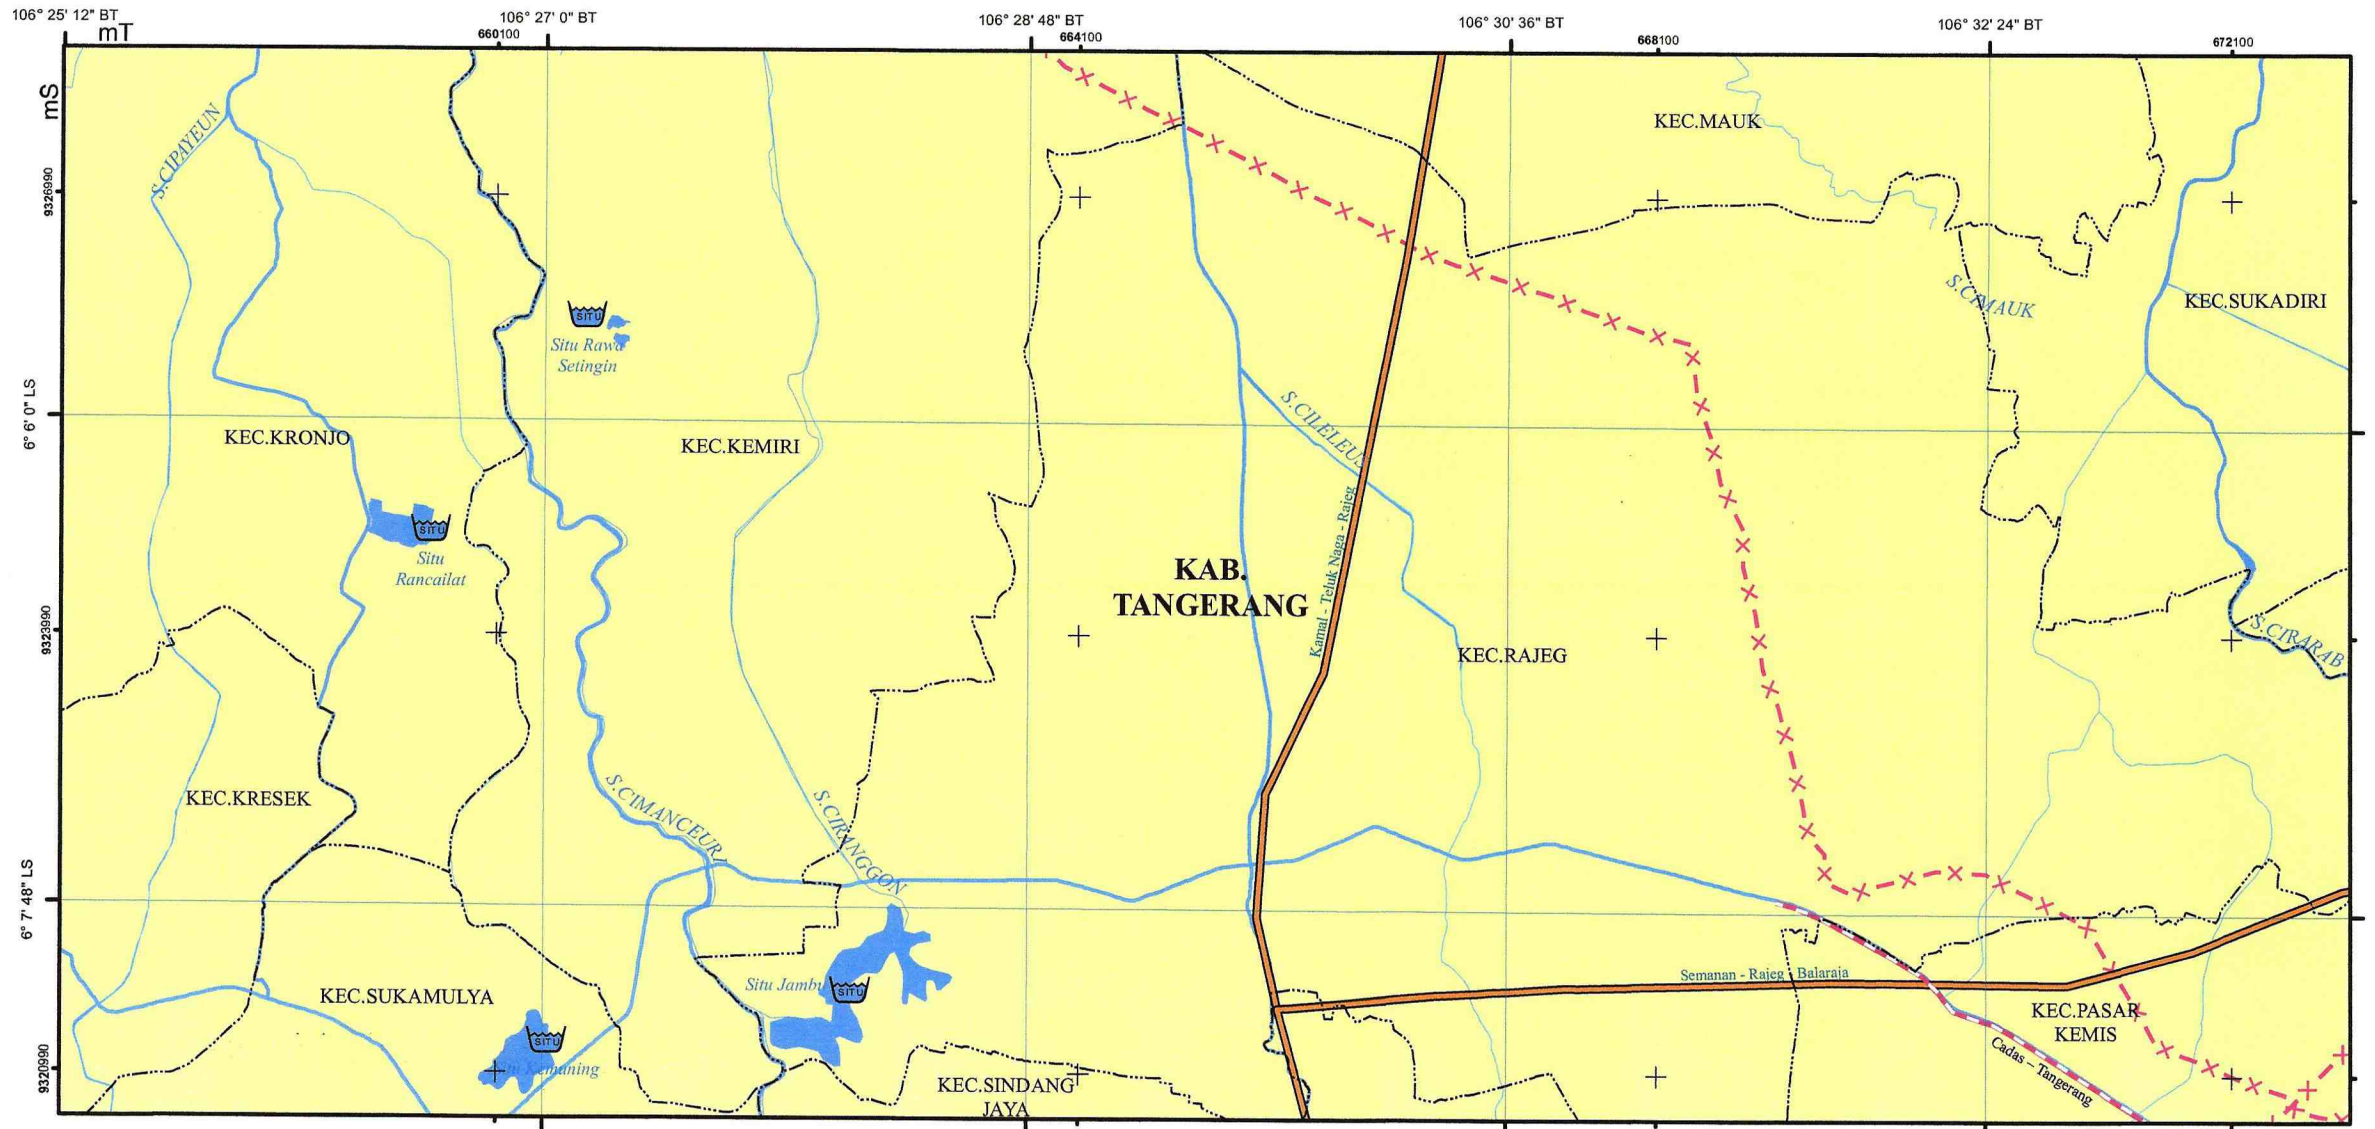 106° 25' 12" BT
106° 27' 0" BT
106° 28' 48" BT
106° 30' 36" BT
106° 32' 24" BT
mT
660100
664100
668100
672100
mS
9326990
6° 6' 0" LS
9323990
6° 7' 48" LS
9320990
S.CIPAYEUN
KEC.MAUK
S.CIMAUK
KEC.SUKADIRI
SITU
Situ Rawa
Setingin
S.CILELEUS
KEC.KRONJO
KEC.KEMIRI
SITU
Situ
Rancailat
KAB.
TANGERANG
Kamal - Teluk Naga - Rajeg
KEC.RAJEG
S.CIRARAB
KEC.KRESEK
S.CIMANCEURI
S.CIRANGGON
KEC.SUKAMULYA
Situ Jambu
SITU
Semanan - Rajeg - Balaraja
KEC.PASAR
KEMIS
SITU
Situ Kemuning
KEC.SINDANG
JAYA
Cadas – Tangerang